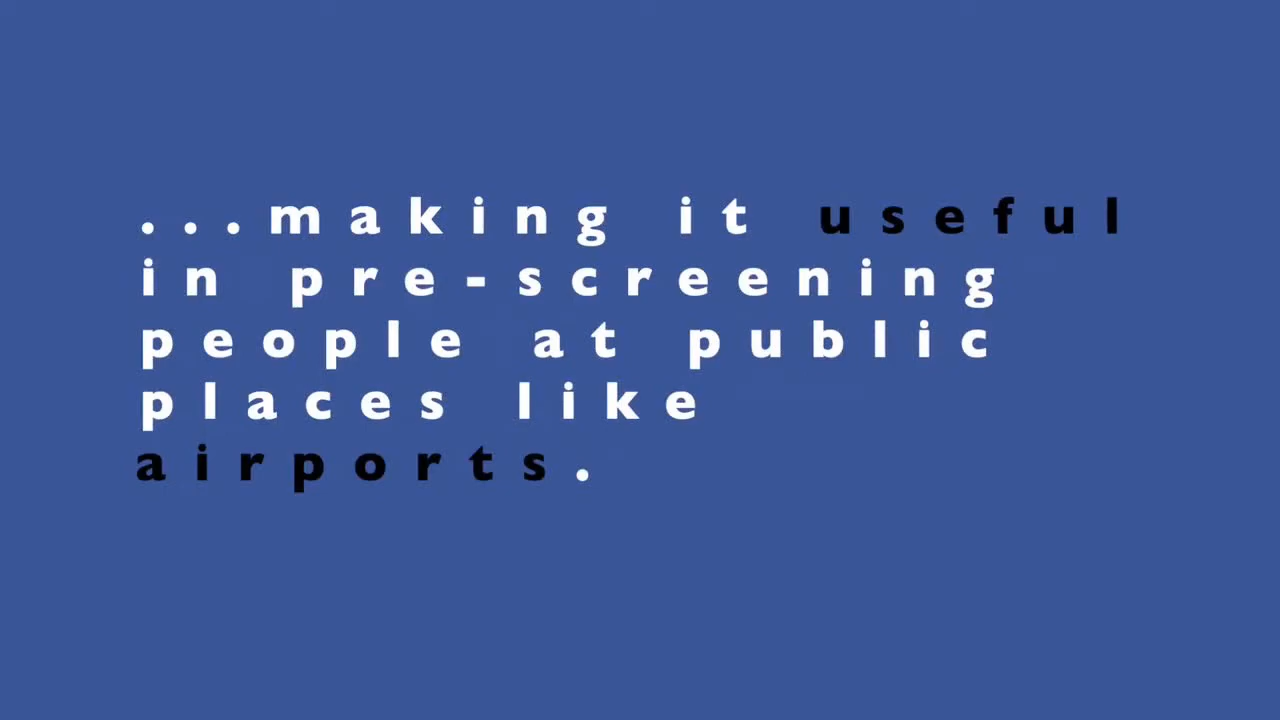 ...making it useful
in pre-screening
people at public
places like
airports.